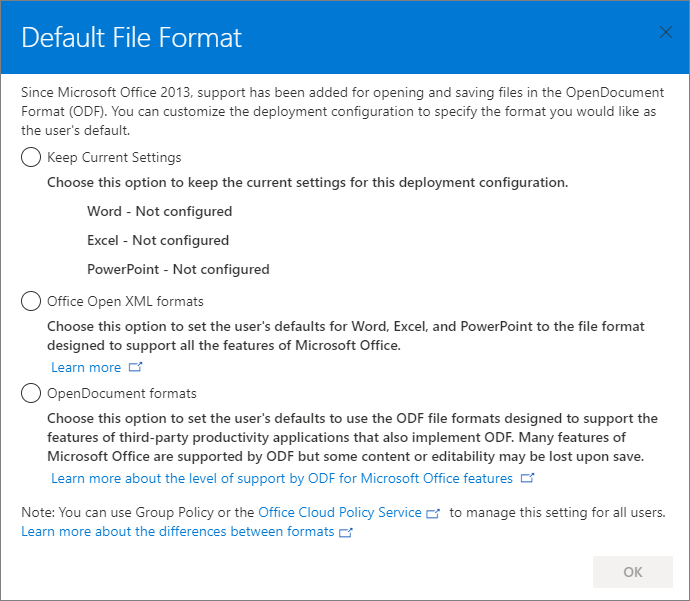 Default File Format
Since Microsoft Office 2013, support has been added for opening and saving files in the OpenDocument
Format (ODF). You can customize the deployment configuration to specify the format you would like as
the user's default.
Keep Current Settings
Choose this option to keep the current settings for this deployment configuration.
Word - Not configured
Excel - Not configured
PowerPoint - Not configured
Office Open XML formats
Choose this option to set the user's defaults for Word, Excel, and PowerPoint to the file format
designed to support all the features of Microsoft Office.
Learn more
OpenDocument formats
Choose this option to set the user's defaults to use the ODF file formats designed to support the
features of third-party productivity applications that also implement ODF. Many features of
Microsoft Office are supported by ODF but some content or editability may be lost upon save.
Learn more about the level of support by ODF for Microsoft Office features
Note: You can use Group Policy or the Office Cloud Policy Service to manage this setting for all users.
Learn more about the differences between formats
OK